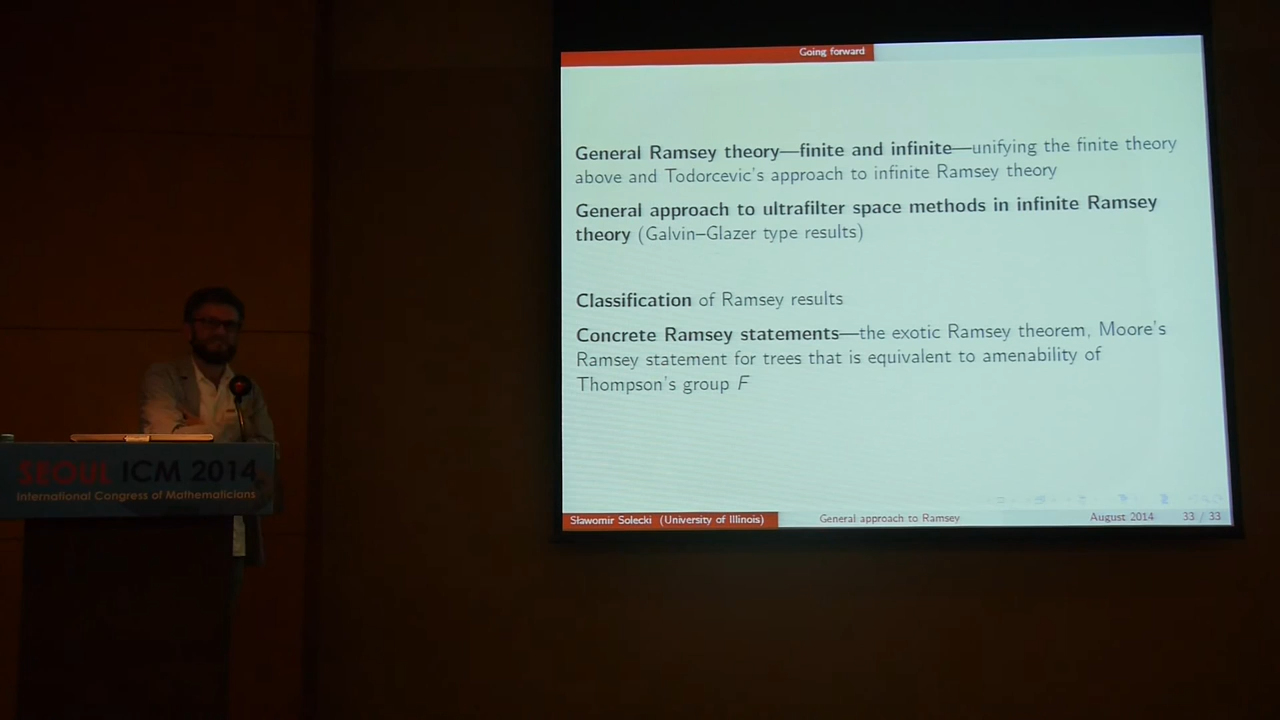 Going forward
General Ramsey theory—finite and infinite—unifying the finite theory
above and Todorcevic's approach to infinite Ramsey theory
General approach to ultrafilter space methods in infinite Ramsey
theory (Galvin–Glazer type results)
Classification of Ramsey results
Concrete Ramsey statements—the exotic Ramsey theorem, Moore's
Ramsey statement for trees that is equivalent to amenability of
Thompson's group F
Sławomir Solecki (University of Illinois)
General approach to Ramsey
August 2014
33 / 33
SEOUL ICM 2014
International Congress of Mathematicians